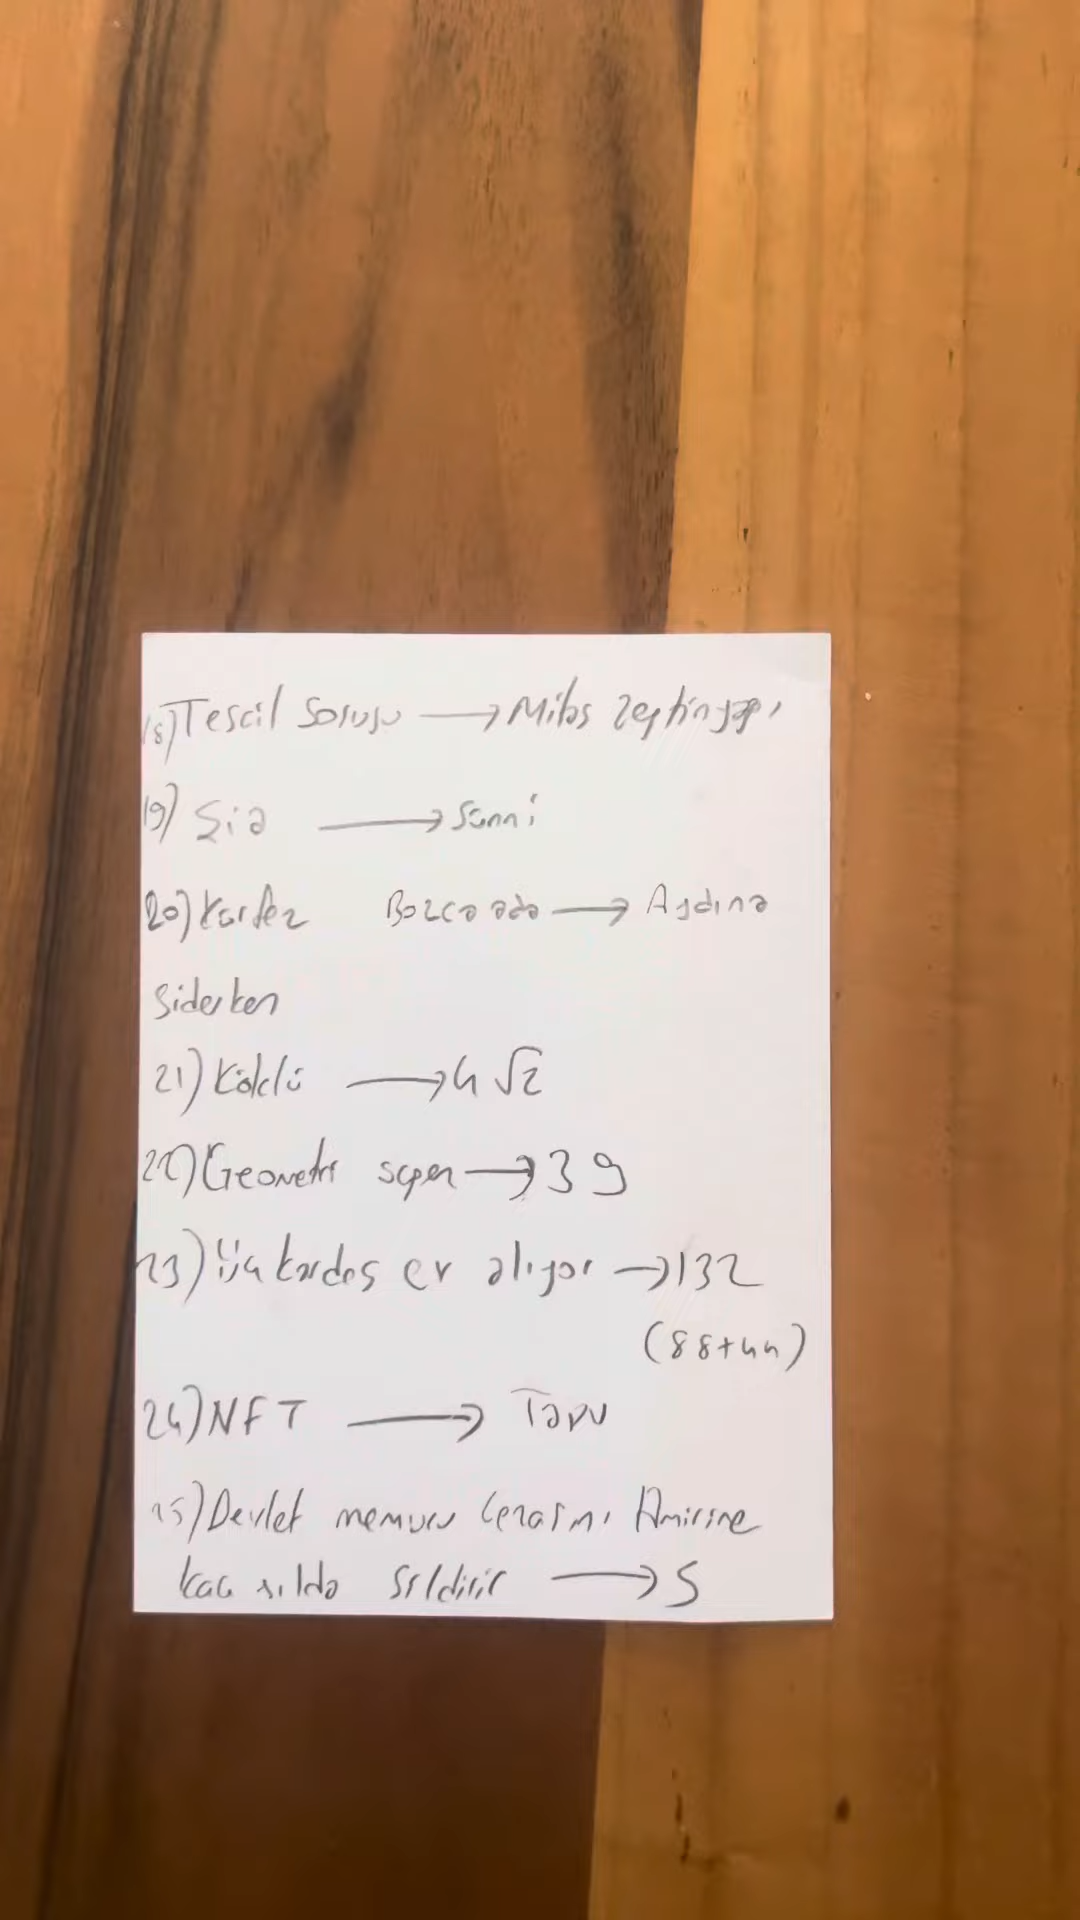 18) Tescil Sorusu → Milas zeytinyağı
19) Şia → Sünni
20) Körfez Bozcaada → Aydına
giderken
21) Köklü → 4√2
22) Geometri süper → 39
23) Üç kardeş ev alıyor → 132
(88+44)
24) NFT → Tapu
25) Devlet memuru cezasını Amirine
kaç yılda sildirir → 5